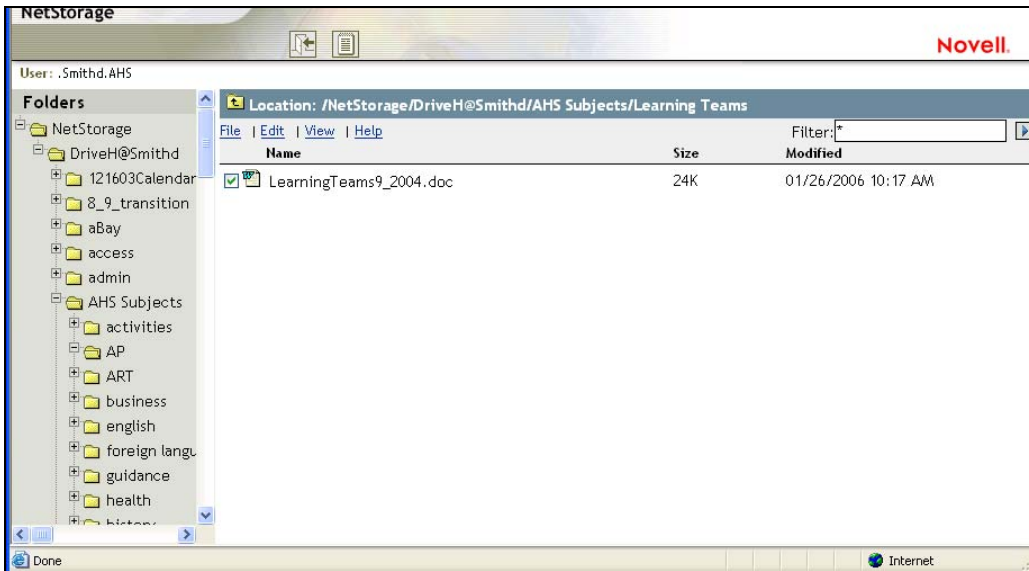 NetStorage
Novell.
User: .Smithd.AHS
Folders
NetStorage
DriveH@Smithd
121603Calendar
8_9_transition
aBay
access
admin
AHS Subjects
activities
AP
ART
business
english
foreign langu
guidance
health
history
Location: /NetStorage/DriveH@Smithd/AHS Subjects/Learning Teams
File | Edit | View | Help Filter:*
Name Size Modified
LearningTeams9_2004.doc 24K 01/26/2006 10:17 AM
Done Internet